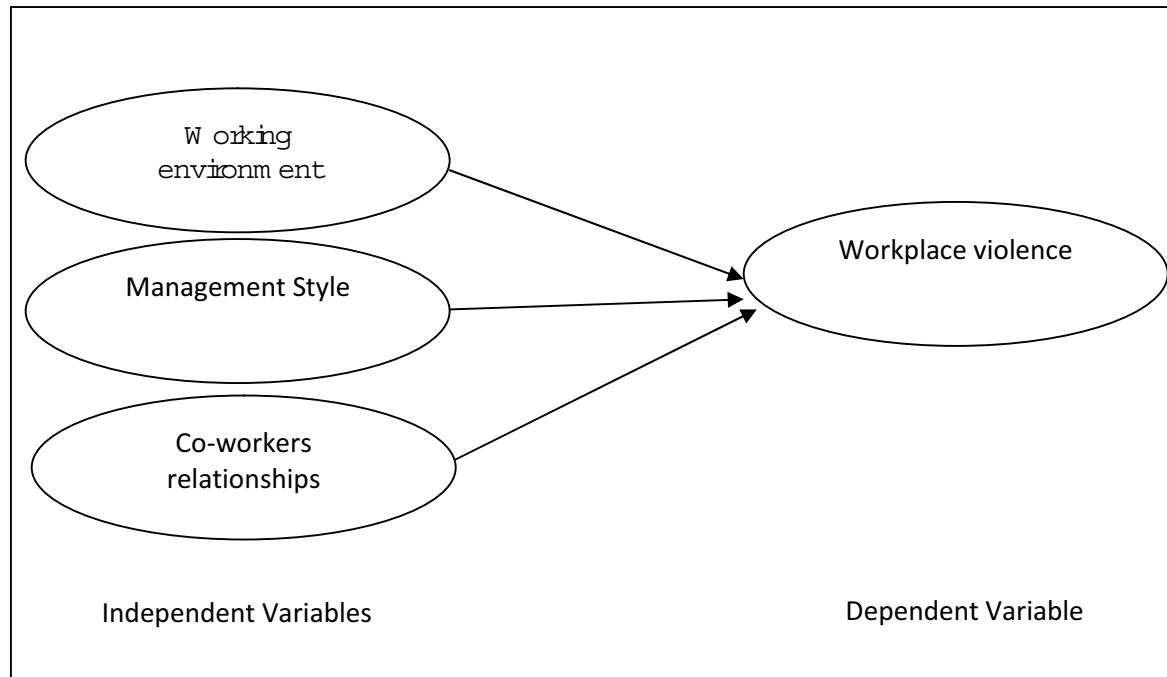 Working
environment
Workplace violence
Management Style
Co-workers
relationships
Independent Variables
Dependent Variable